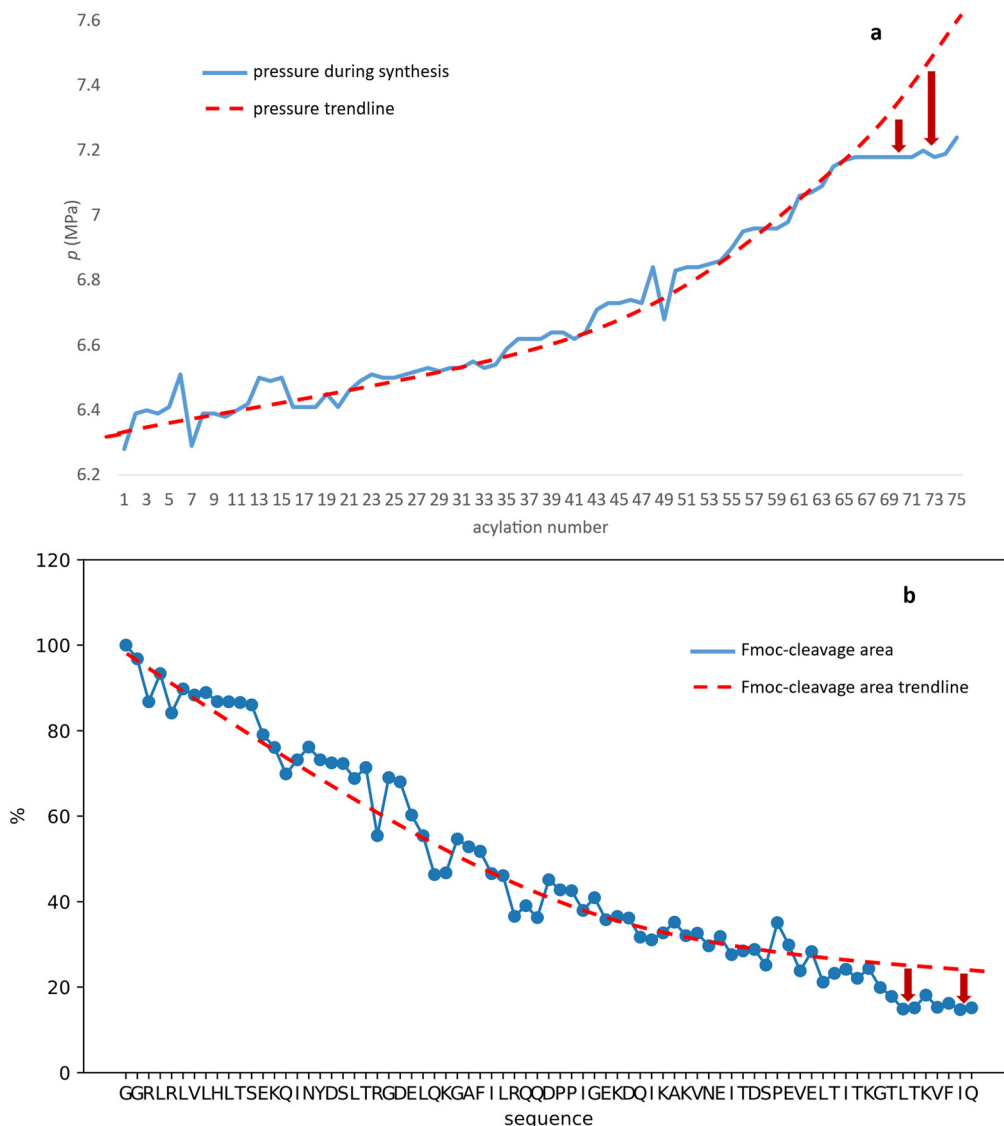 7.6
a
pressure during synthesis
7.4
pressure trendline
7.2
7
p (MPa)
6.8
6.6
6.4
6.2
1 3 5 7 9 11 13 15 17 19 21 23 25 27 29 31 33 35 37 39 41 43 45 47 49 51 53 55 57 59 61 63 65 67 69 71 73 75
acylation number
120
b
Fmoc-cleavage area
100
Fmoc-cleavage area trendline
80
60
%
40
20
0
GGRLRLVLHLTSEKQINYDSLTRGDELQKGAFILRQQDPPIGEKDQIKAKVNEITDSPEVELTITKGTLTKVFIQ
sequence